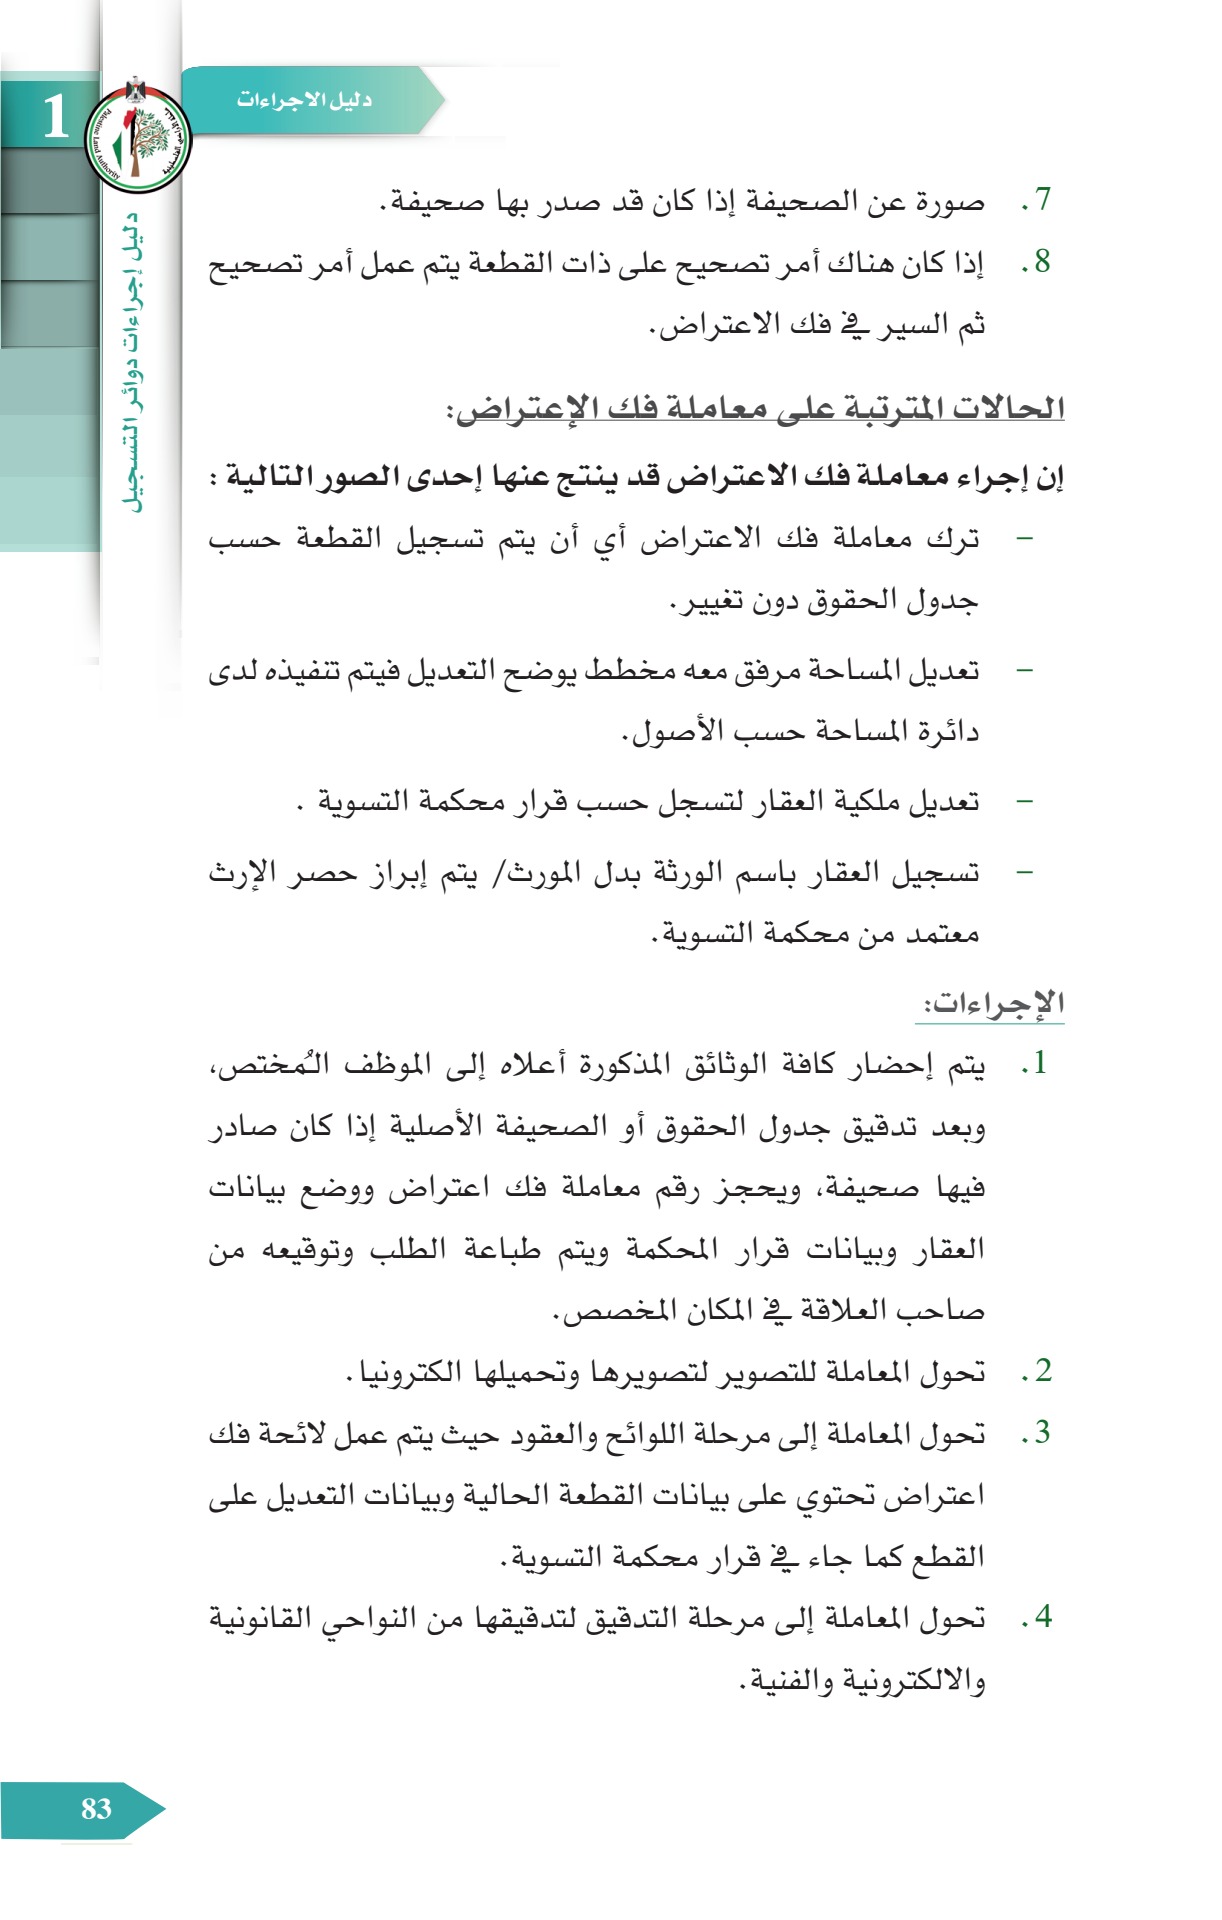 دليل الاجراءات
1
Palestine Land Authority
دليل إجراءات دوائر التسجيل
7. صورة عن الصحيفة إذا كان قد صدر بها صحيفة.
8. إذا كان هناك أمر تصحيح على ذات القطعة يتم عمل أمر تصحيح
ثم السير في فك الاعتراض.
الحالات المترتبة على معاملة فك الإعتراض:
إن إجراء معاملة فك الاعتراض قد ينتج عنها إحدى الصور التالية :
– ترك معاملة فك الاعتراض أي أن يتم تسجيل القطعة حسب
جدول الحقوق دون تغيير.
– تعديل المساحة مرفق معه مخطط يوضح التعديل فيتم تنفيذه لدى
دائرة المساحة حسب الأصول.
– تعديل ملكية العقار لتسجل حسب قرار محكمة التسوية .
– تسجيل العقار باسم الورثة بدل المورث/ يتم إبراز حصر الإرث
معتمد من محكمة التسوية.
الإجراءات:
1. يتم إحضار كافة الوثائق المذكورة أعلاه إلى الموظف المُختص،
وبعد تدقيق جدول الحقوق أو الصحيفة الأصلية إذا كان صادر
فيها صحيفة، ويحجز رقم معاملة فك اعتراض ووضع بيانات
العقار وبيانات قرار المحكمة ويتم طباعة الطلب وتوقيعه من
صاحب العلاقة في المكان المخصص.
2. تحول المعاملة للتصوير لتصويرها وتحميلها الكترونيا.
3. تحول المعاملة إلى مرحلة اللوائح والعقود حيث يتم عمل لائحة فك
اعتراض تحتوي على بيانات القطعة الحالية وبيانات التعديل على
القطع كما جاء في قرار محكمة التسوية.
4. تحول المعاملة إلى مرحلة التدقيق لتدقيقها من النواحي القانونية
والالكترونية والفنية.
83